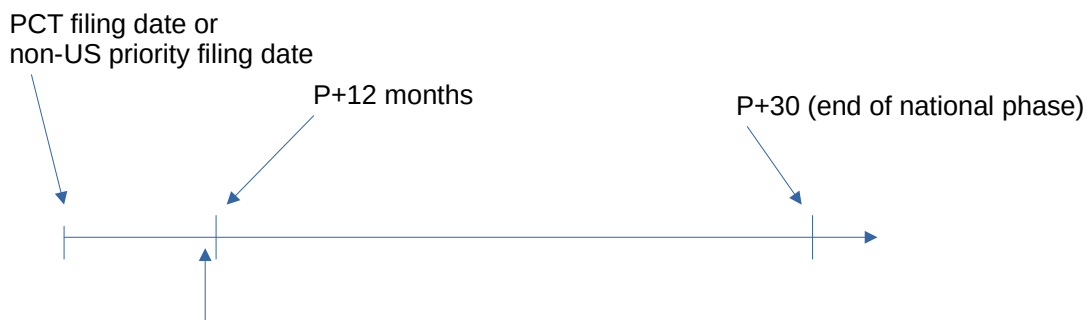 PCT filing date or
non-US priority filing date
P+12 months
P+30 (end of national phase)